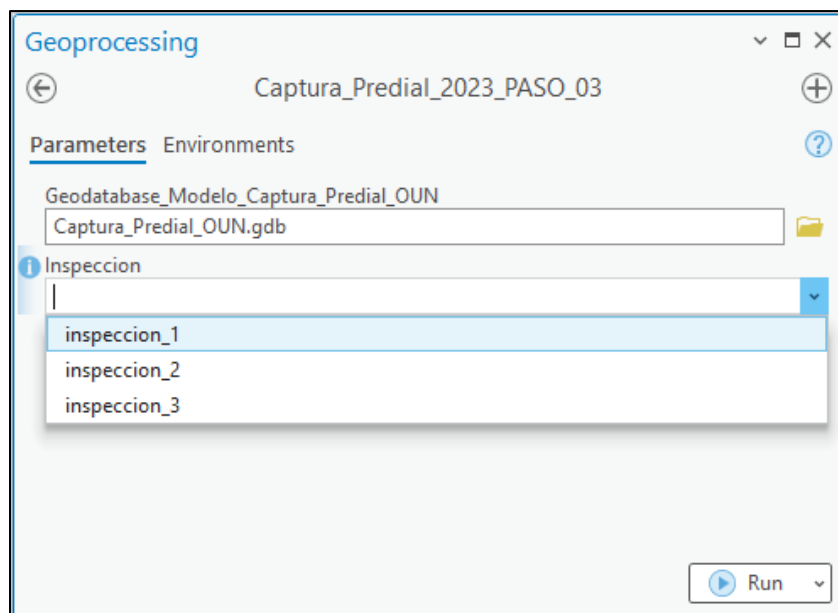 Geoprocessing
Captura_Predial_2023_PASO_03
Parameters Environments
Geodatabase_Modelo_Captura_Predial_OUN
Captura_Predial_OUN.gdb
Inspeccion
inspeccion_1
inspeccion_2
inspeccion_3
Run